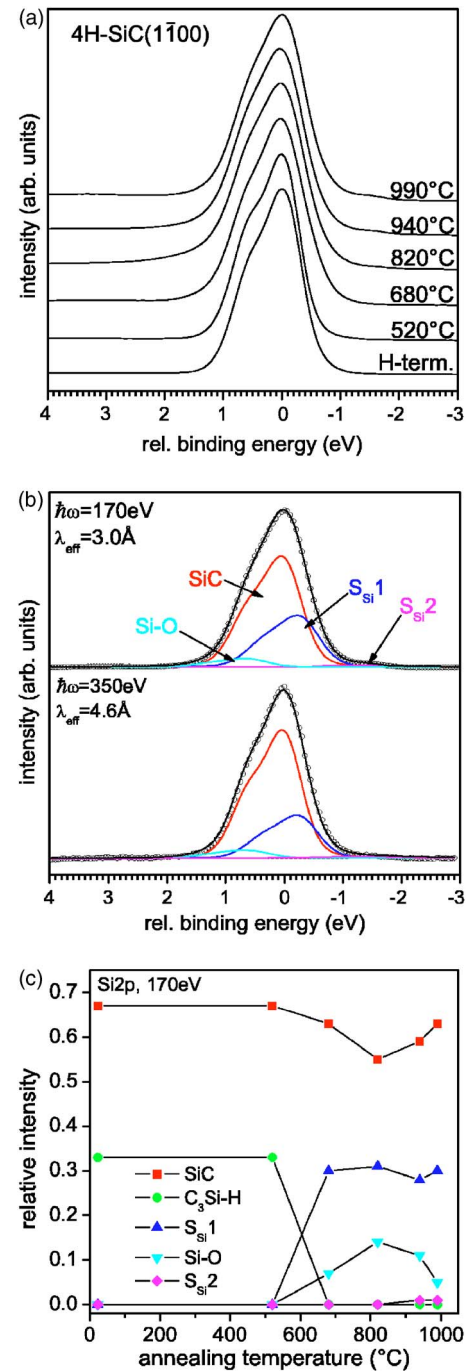 (a)
4H-SiC(11̄00)
990°C
940°C
820°C
680°C
520°C
H-term.
intensity (arb. units)
4 3 2 1 0 -1 -2 -3
rel. binding energy (eV)
(b)
ħω=170eV
λeff=3.0Å
SiC
SSi1
Si-O
SSi2
ħω=350eV
λeff=4.6Å
intensity (arb. units)
4 3 2 1 0 -1 -2 -3
rel. binding energy (eV)
(c)
Si2p, 170eV
0.7
0.6
0.5
0.4
0.3
0.2
0.1
0.0
relative intensity
SiC
C3Si-H
SSi1
Si-O
SSi2
0 200 400 600 800 1000
annealing temperature (°C)